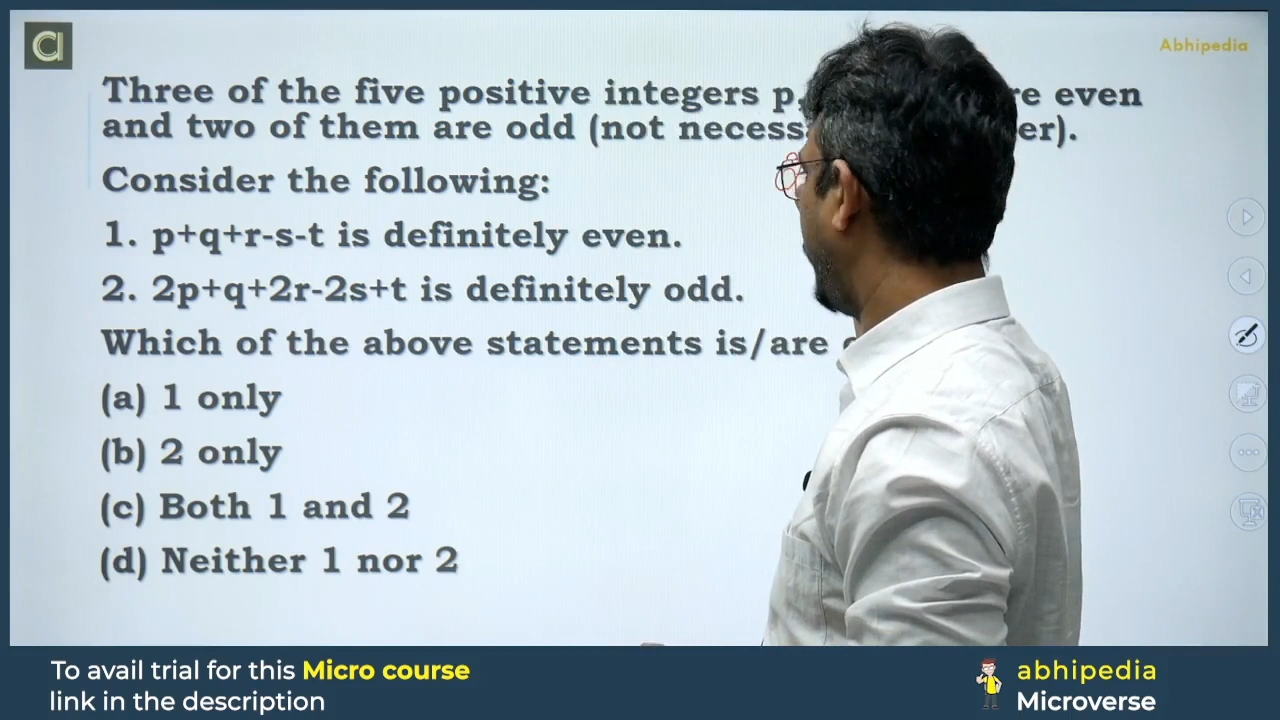 Abhipedia
Three of the five positive integers p, re even
and two of them are odd (not er).
Consider the following:
1. p+q+r-s-t is definitely even.
2. 2p+q+2r-2s+t is definitely odd.
Which of the above statements is/are
(a) 1 only
(b) 2 only
(c) Both 1 and 2
(d) Neither 1 nor 2
To avail trial for this Micro course
link in the description
abhipedia
Microverse